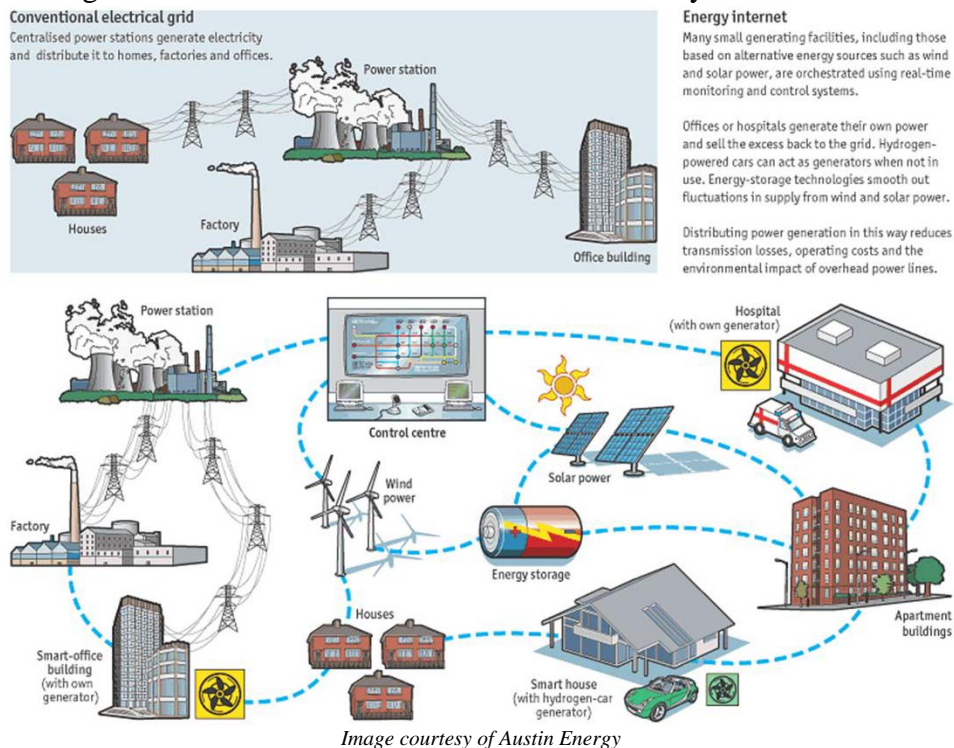 Conventional electrical grid
Centralised power stations generate electricity
and distribute it to homes, factories and offices.
Power station
Houses
Factory
Office building
Energy internet
Many small generating facilities, including those
based on alternative energy sources such as wind
and solar power, are orchestrated using real-time
monitoring and control systems.
Offices or hospitals generate their own power
and sell the excess back to the grid. Hydrogen-
powered cars can act as generators when not in
use. Energy-storage technologies smooth out
fluctuations in supply from wind and solar power.
Distributing power generation in this way reduces
transmission losses, operating costs and the
environmental impact of overhead power lines.
Power station
Control centre
Hospital
(with own generator)
Solar power
Wind
power
Factory
Energy storage
Apartment
buildings
Houses
Smart-office
building
(with own
generator)
Smart house
(with hydrogen-car
generator)
Image courtesy of Austin Energy